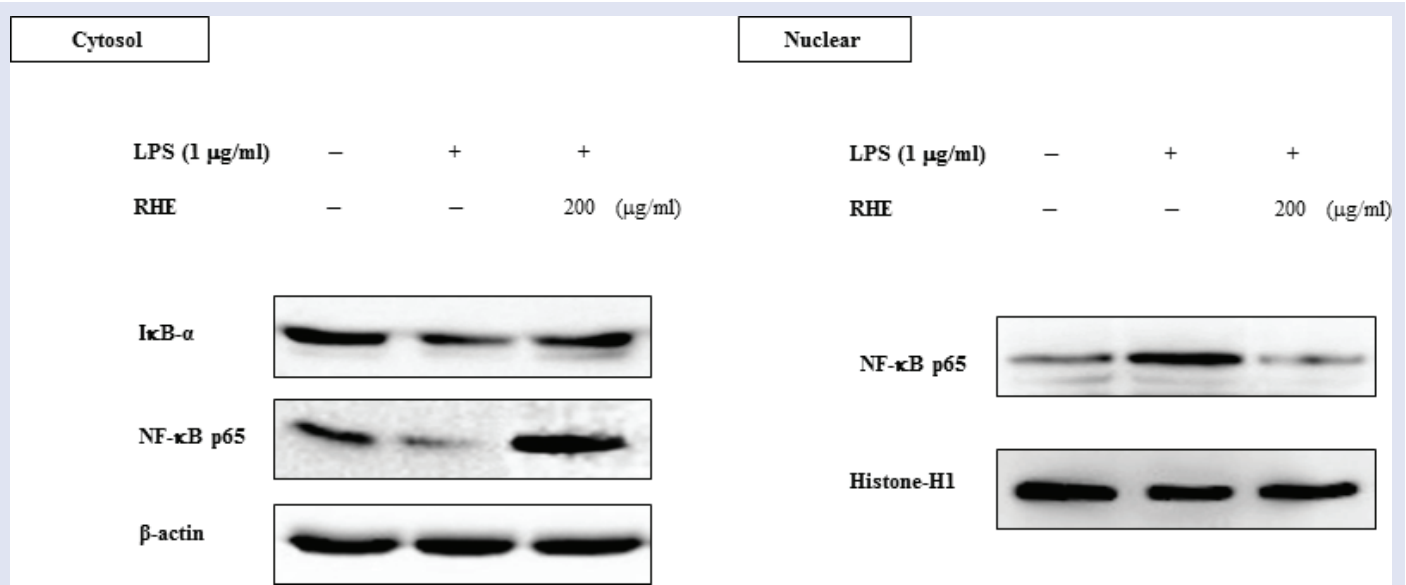 Cytosol
LPS (1 μg/ml) – + +
RHE – – 200 (μg/ml)
IκB-α
NF-κB p65
β-actin
Nuclear
LPS (1 μg/ml) – + +
RHE – – 200 (μg/ml)
NF-κB p65
Histone-H1